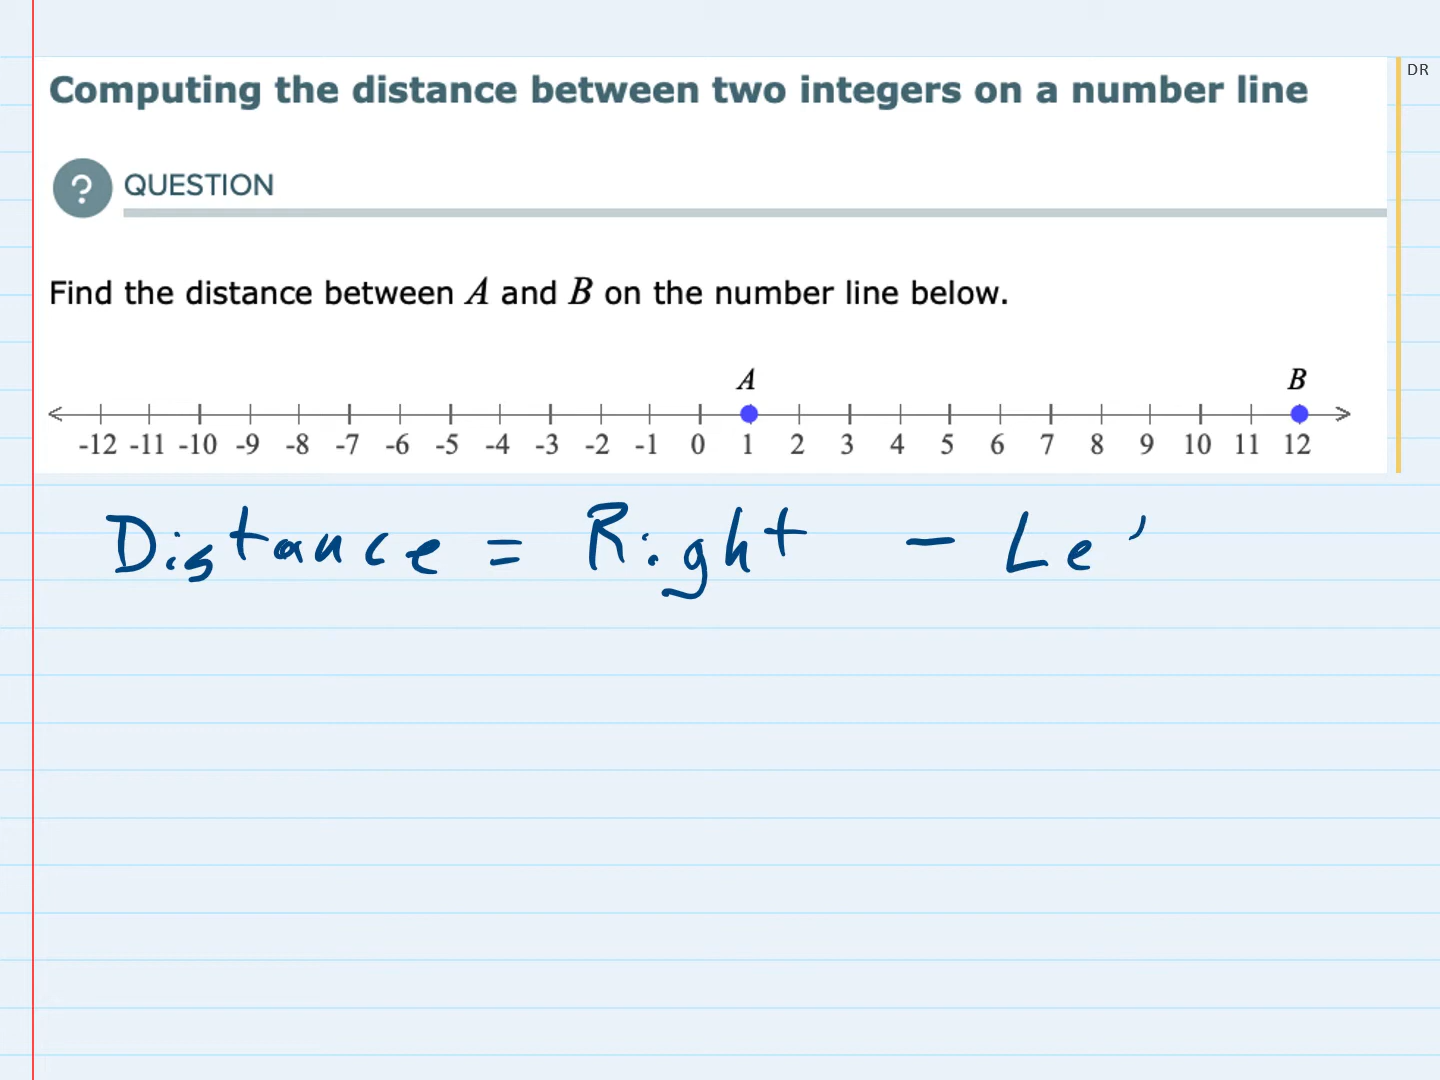 Computing the distance between two integers on a number line
DR
? QUESTION
Find the distance between A and B on the number line below.
A B
-12 -11 -10 -9 -8 -7 -6 -5 -4 -3 -2 -1 0 1 2 3 4 5 6 7 8 9 10 11 12
Distance = Right - Le